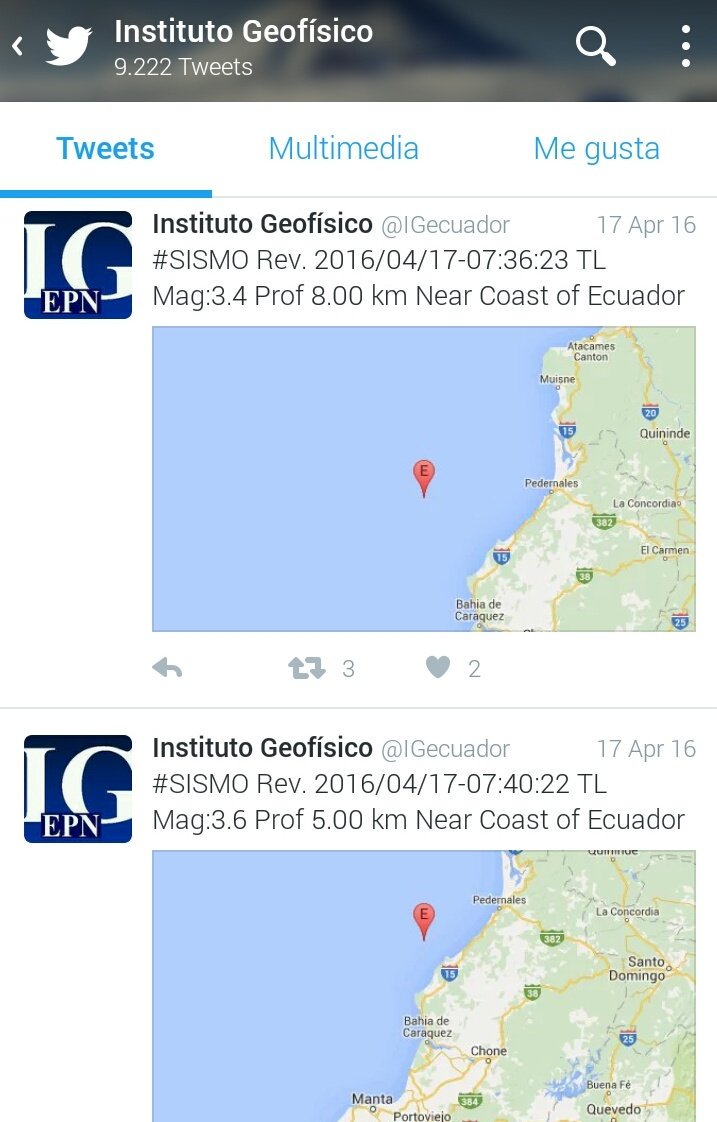 Instituto Geofísico
9.222 Tweets
Tweets Multimedia Me gusta
IG
EPN
Instituto Geofísico @IGecuador 17 Apr 16
#SISMO Rev. 2016/04/17-07:36:23 TL
Mag:3.4 Prof 8.00 km Near Coast of Ecuador
Atacames
Canton
Muisne
20
15
Quininde
E
Pedernales
La Concordia
382
El Carmen
15
38
Bahia de
Caraquez
25
3 2
IG
EPN
Instituto Geofísico @IGecuador 17 Apr 16
#SISMO Rev. 2016/04/17-07:40:22 TL
Mag:3.6 Prof 5.00 km Near Coast of Ecuador
Quininde
Pedernales
E
La Concordia
382
Santo
Domingo
15
38
Bahia de
Caraquez
25
Chone
Buena Fé
Manta
384
Quevedo
Portoviejo